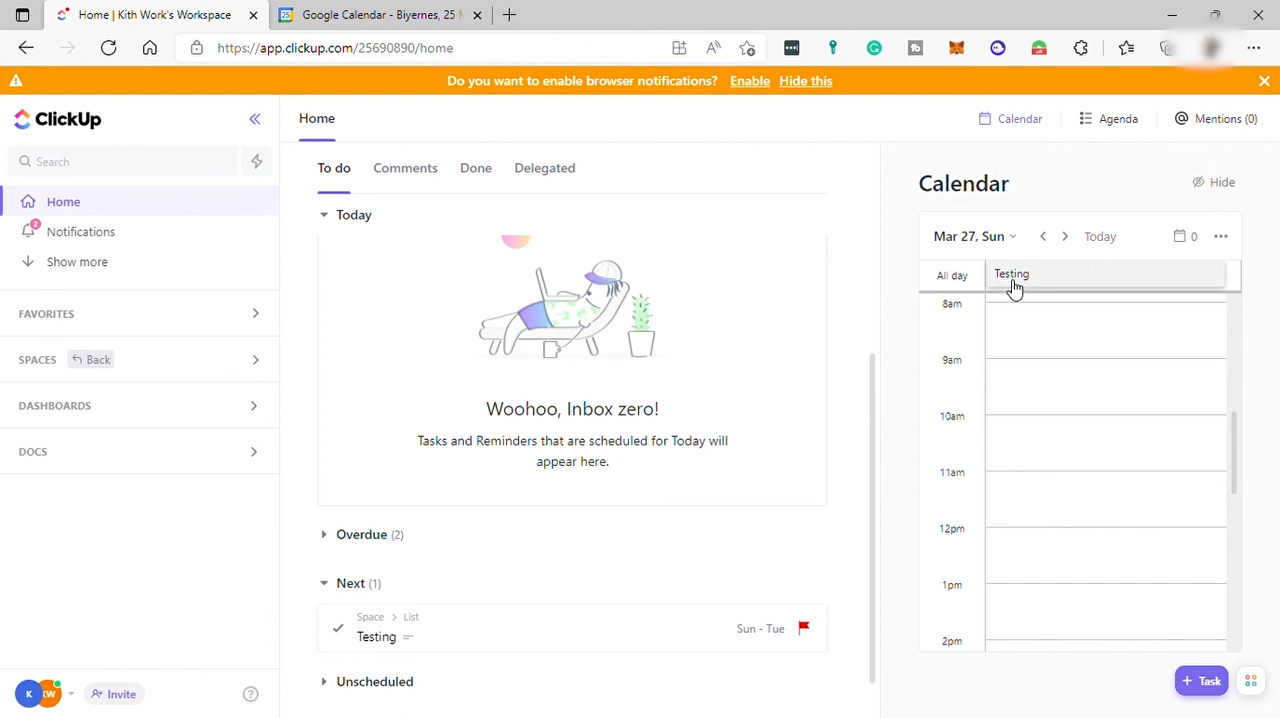 Home | Kith Work's Workspace
Google Calendar - Biyernes, 25
https://app.clickup.com/25690890/home
Do you want to enable browser notifications? Enable Hide this
ClickUp
Search
Home
2
Notifications
Show more
FAVORITES
SPACES Back
DASHBOARDS
DOCS
K KW Invite ?
Home
Calendar Agenda Mentions (0)
To do Comments Done Delegated
Today
Woohoo, Inbox zero!
Tasks and Reminders that are scheduled for Today will
appear here.
Overdue (2)
Next (1)
Space > List
Testing
Sun - Tue
Unscheduled
Calendar
Hide
Mar 27, Sun Today 0
All day Testing
8am
9am
10am
11am
12pm
1pm
2pm
+ Task